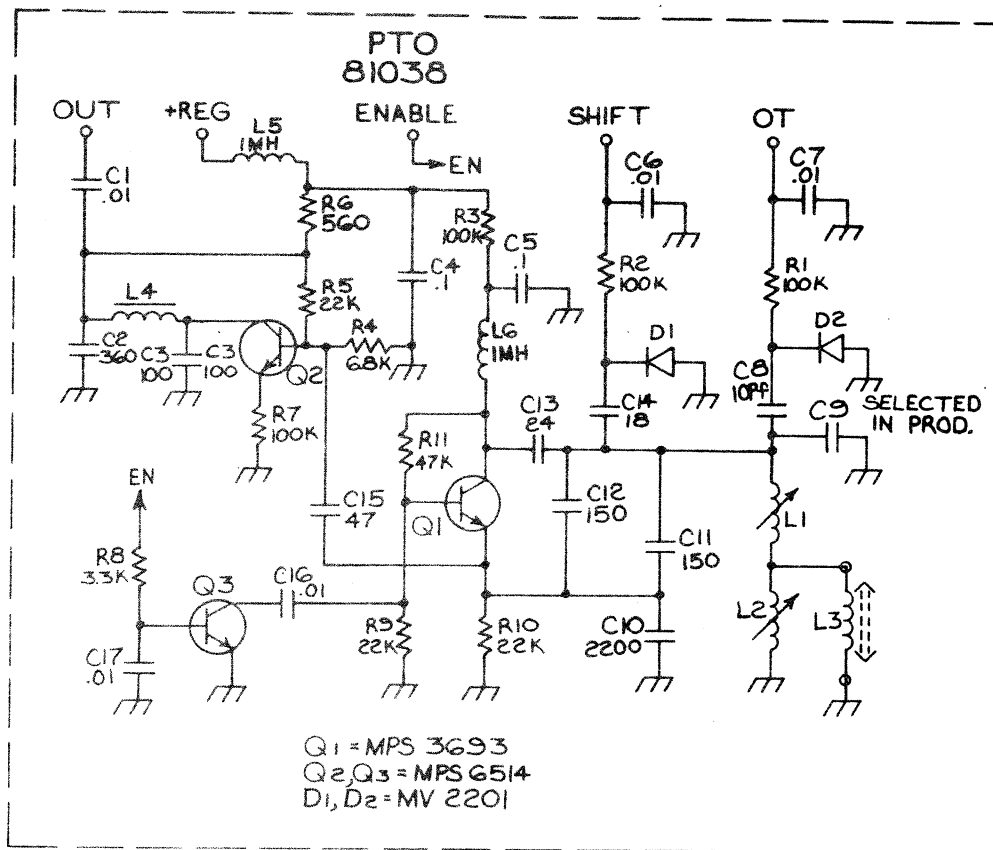 PTO
81038
OUT
+REG
L5
1MH
ENABLE
EN
SHIFT
OT
C1
.01
R6
560
R3
100K
C4
.1
C5
.1
C6
.01
C7
.01
R2
100K
R1
100K
L4
R5
22K
R4
68K
L6
1MH
D1
D2
C2
360
C3
100
C3
100
Q2
R7
100K
C8
10Pf
C14
18
C9
SELECTED
IN PROD.
C13
24
R11
47K
C12
150
C11
150
L1
EN
C15
47
Q1
R8
3.3K
Q3
C16
.01
R9
22K
R10
22K
C10
2200
L2
L3
C17
.01
Q1 = MPS 3693
Q2, Q3 = MPS 6514
D1, D2 = MV 2201